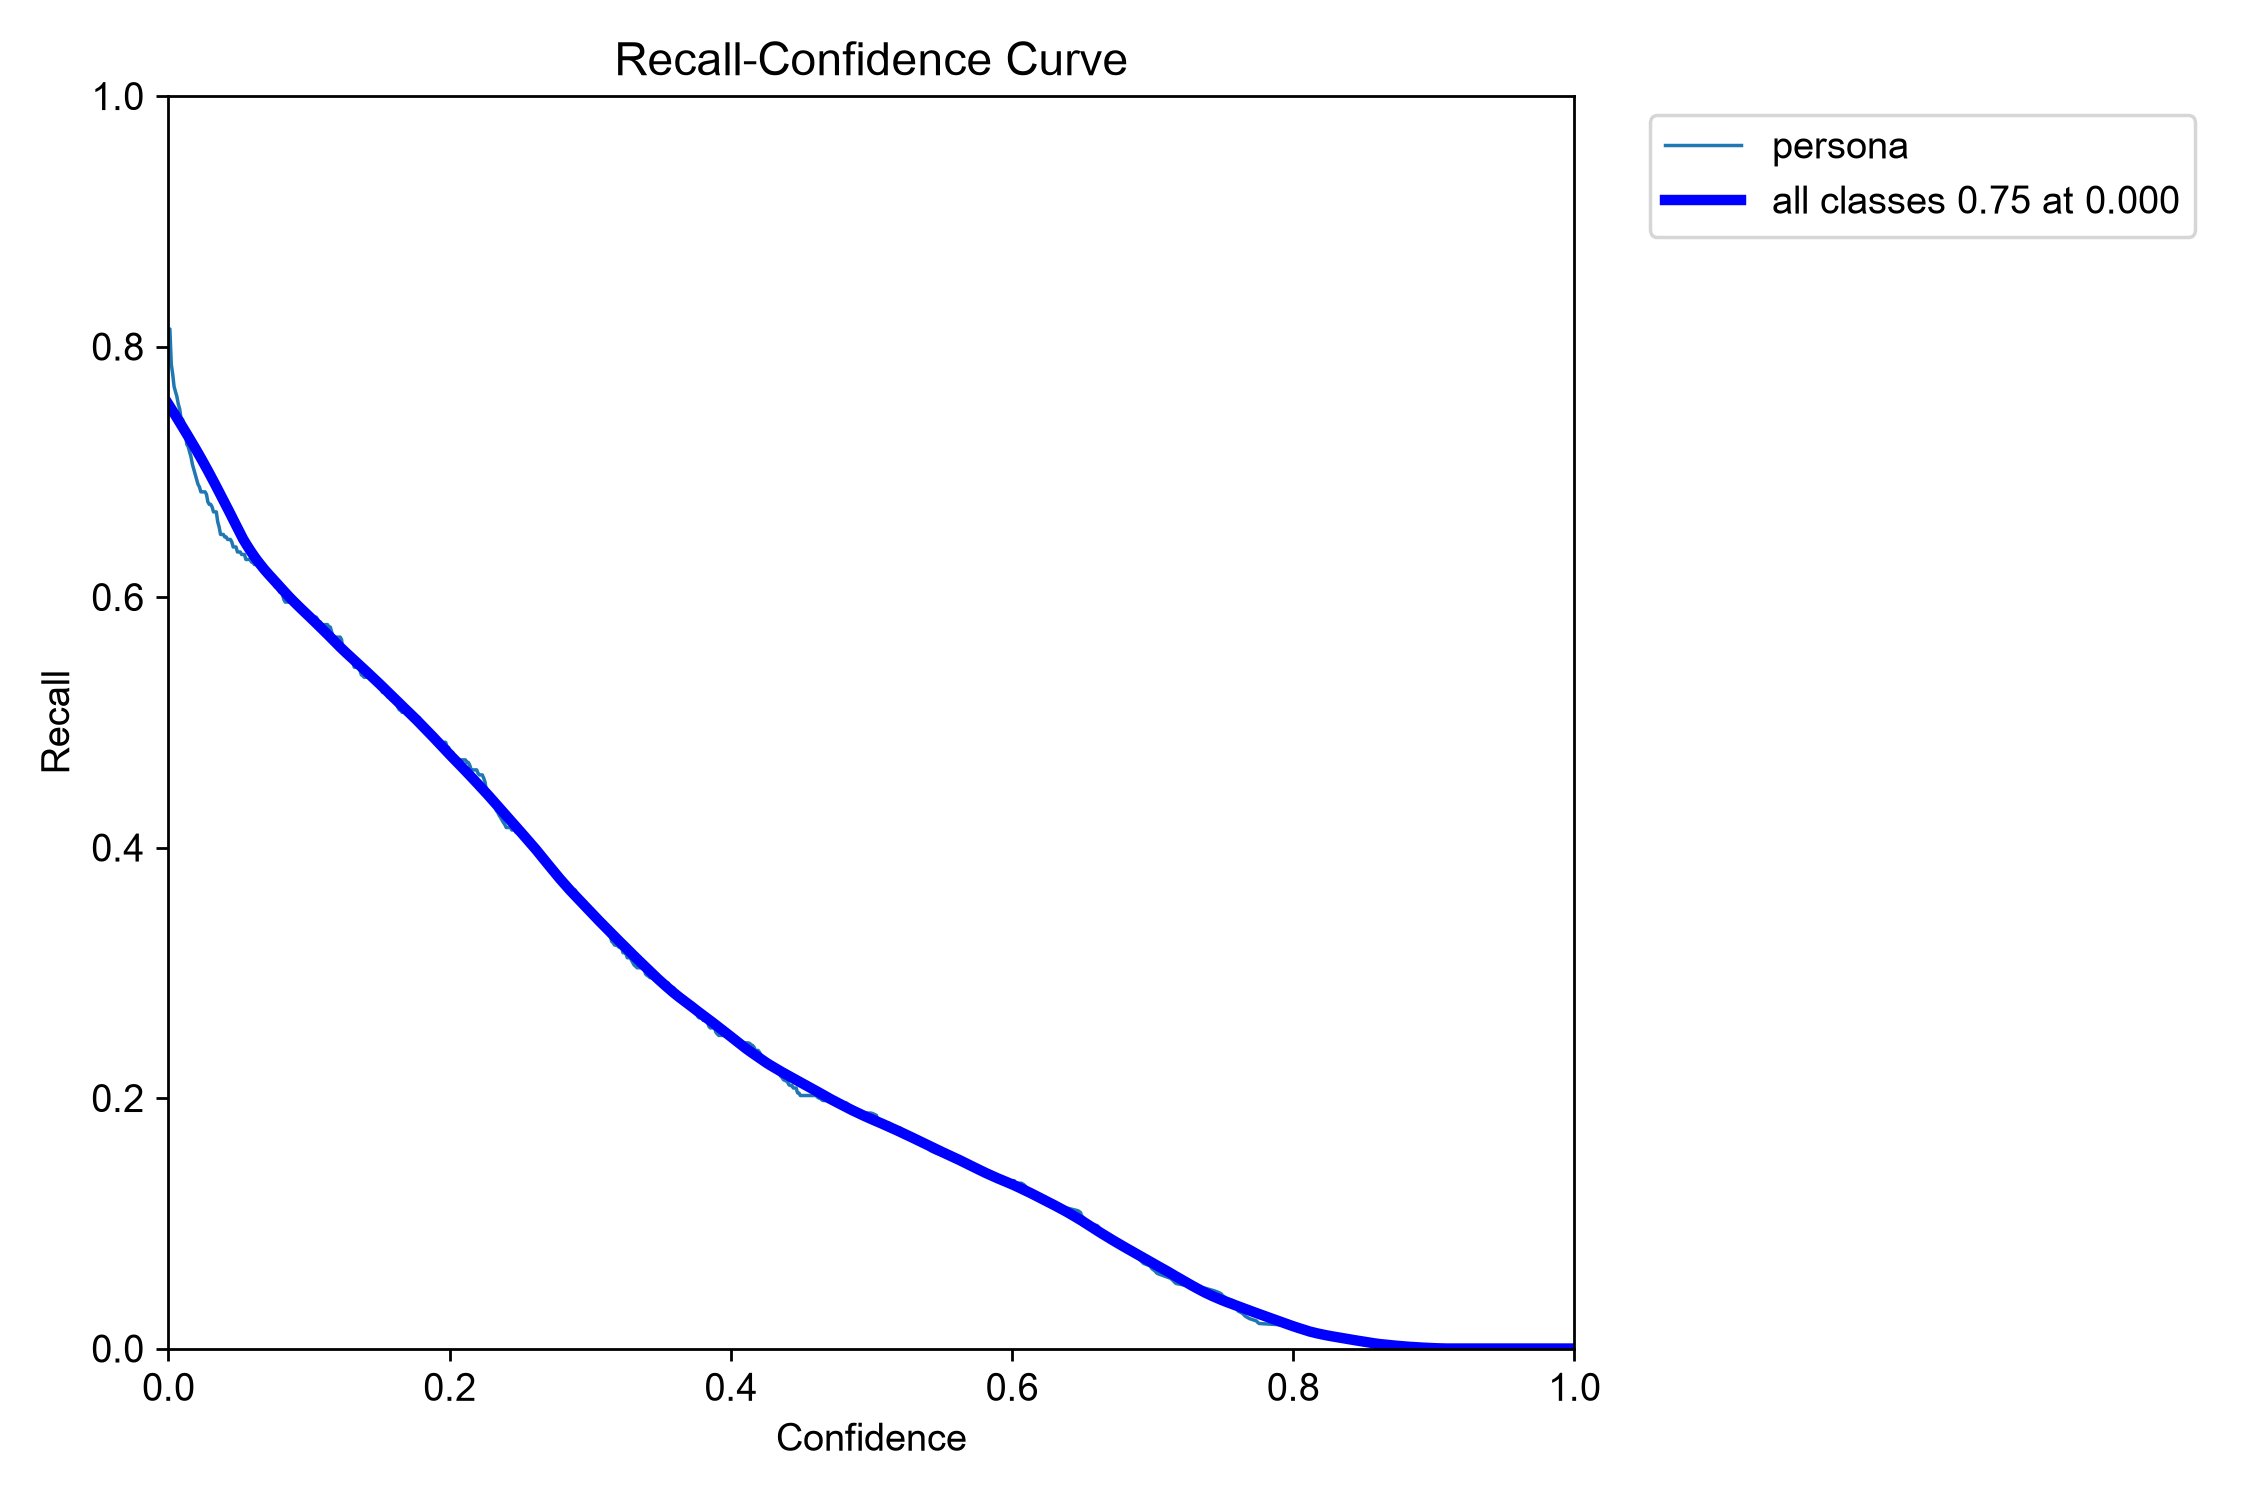 Recall-Confidence Curve
1.0
0.8
0.6
0.4
0.2
0.0
Recall
0.0 0.2 0.4 0.6 0.8 1.0
Confidence
persona
all classes 0.75 at 0.000